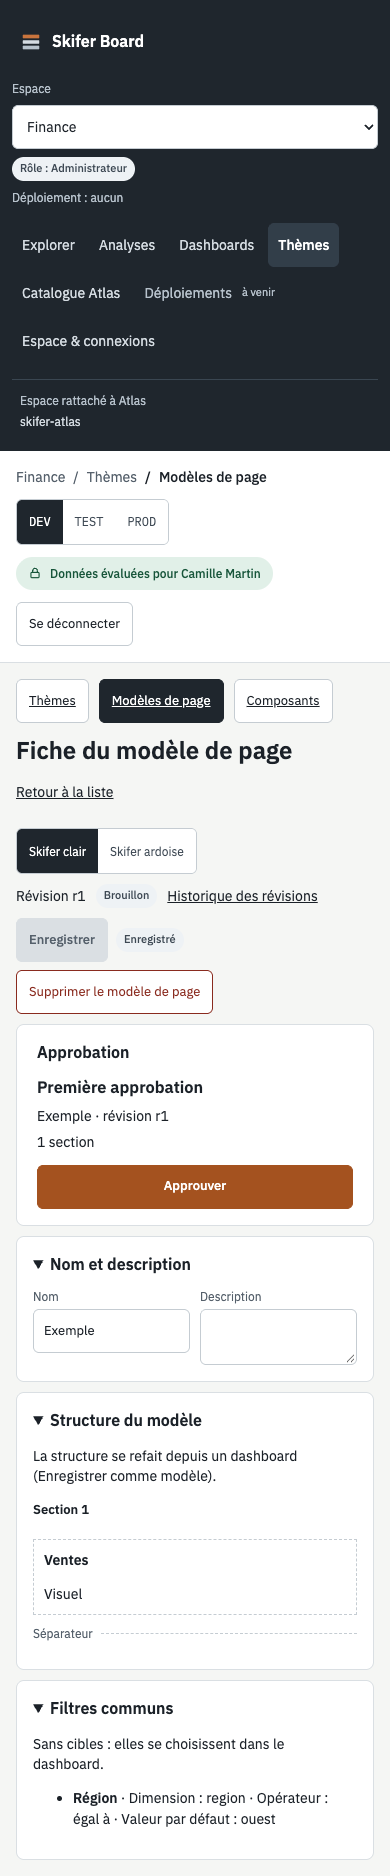 Skifer Board
Espace
Finance
Rôle : Administrateur
Déploiement : aucun
Explorer Analyses Dashboards Thèmes
Catalogue Atlas Déploiements à venir
Espace & connexions
Espace rattaché à Atlas
skifer-atlas
Finance / Thèmes / Modèles de page
DEV TEST PROD
Données évaluées pour Camille Martin
Se déconnecter
Thèmes Modèles de page Composants
Fiche du modèle de page
Retour à la liste
Skifer clair Skifer ardoise
Révision r1 Brouillon Historique des révisions
Enregistrer Enregistré
Supprimer le modèle de page
Approbation
Première approbation
Exemple · révision r1
1 section
Approuver
▼ Nom et description
Nom Description
Exemple
▼ Structure du modèle
La structure se refait depuis un dashboard
(Enregistrer comme modèle).
Section 1
Ventes
Visuel
Séparateur
▼ Filtres communs
Sans cibles : elles se choisissent dans le
dashboard.
• Région · Dimension : region · Opérateur :
égal à · Valeur par défaut : ouest